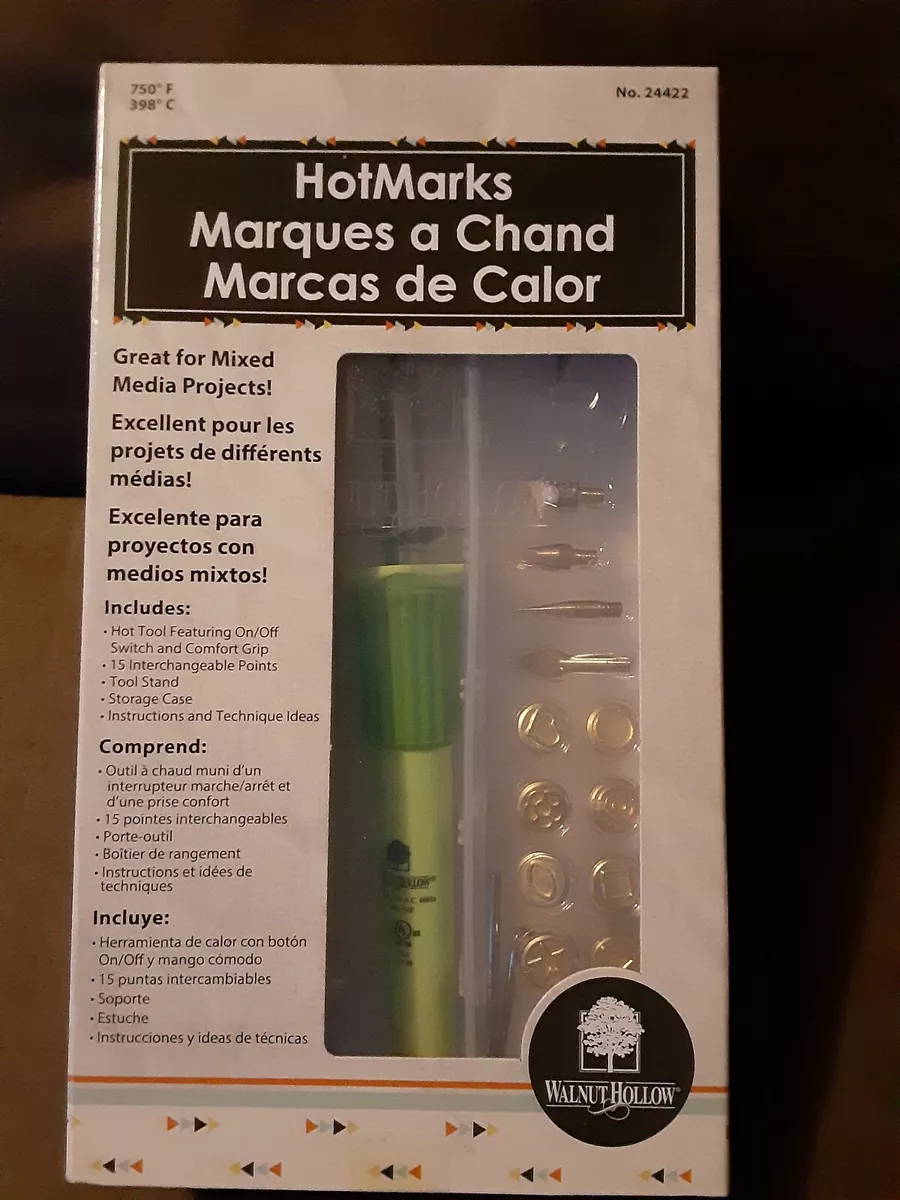 750° F
398° C
No. 24422
HotMarks
Marques a Chand
Marcas de Calor
Great for Mixed
Media Projects!
Excellent pour les
projets de différents
médias!
Excelente para
proyectos con
medios mixtos!
Includes:
• Hot Tool Featuring On/Off
Switch and Comfort Grip
• 15 Interchangeable Points
• Tool Stand
• Storage Case
• Instructions and Technique Ideas
Comprend:
• Outil à chaud muni d'un
interrupteur marche/arrêt et
d'une prise confort
• 15 pointes interchangeables
• Porte-outil
• Boîtier de rangement
• Instructions et idées de
techniques
Incluye:
• Herramienta de calor con botón
On/Off y mango cómodo
• 15 puntas intercambiables
• Soporte
• Estuche
• Instrucciones y ideas de técnicas
WALNUT HOLLOW®